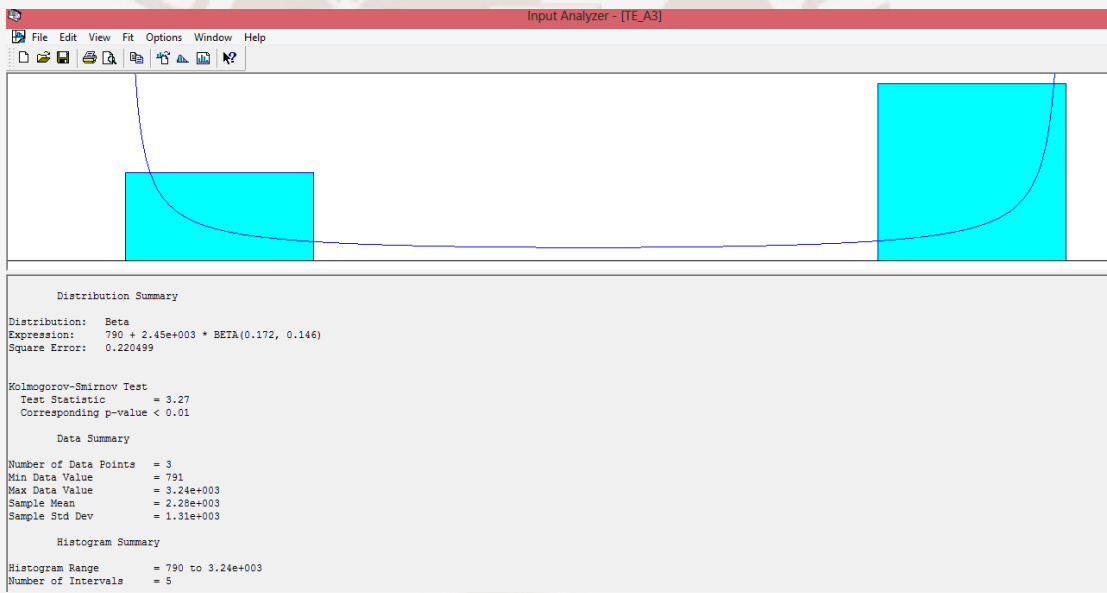 Input Analyzer - [TE_A3]
File Edit View Fit Options Window Help
Distribution Summary
Distribution: Beta
Expression: 790 + 2.45e+003 * BETA(0.172, 0.146)
Square Error: 0.220499
Kolmogorov-Smirnov Test
Test Statistic = 3.27
Corresponding p-value < 0.01
Data Summary
Number of Data Points = 3
Min Data Value = 791
Max Data Value = 3.24e+003
Sample Mean = 2.28e+003
Sample Std Dev = 1.31e+003
Histogram Summary
Histogram Range = 790 to 3.24e+003
Number of Intervals = 5